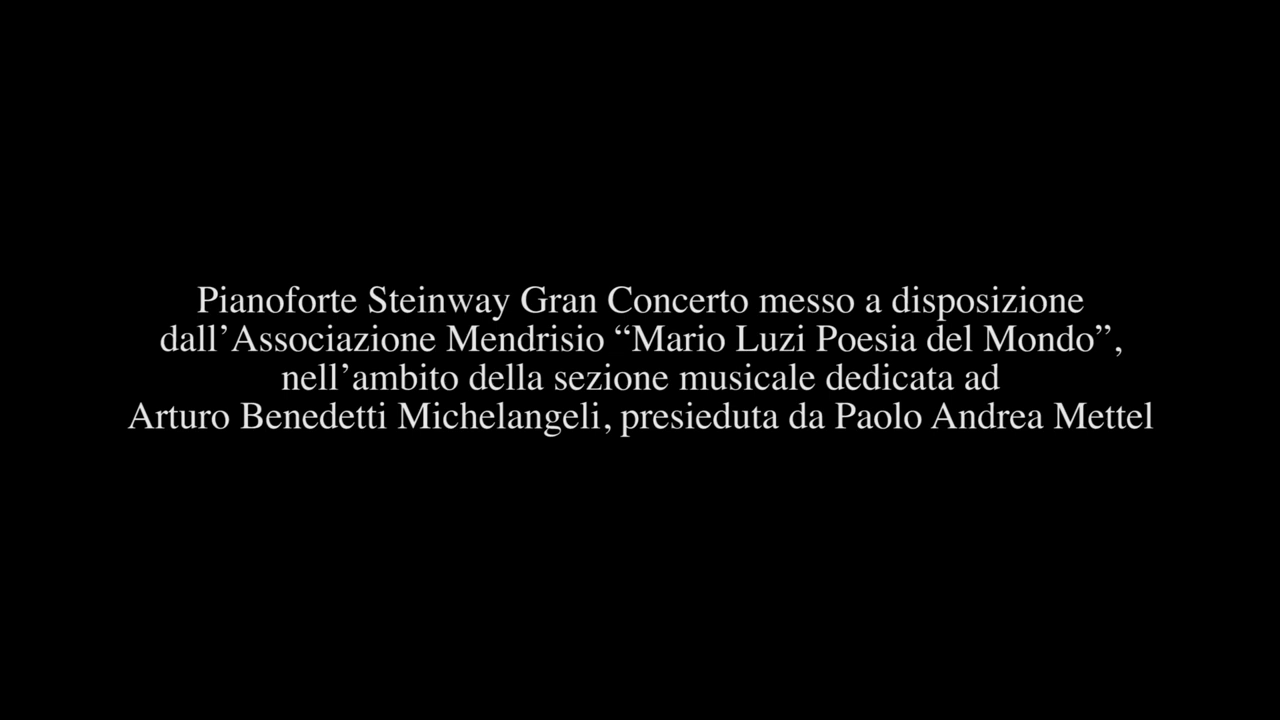 Pianoforte Steinway Gran Concerto messo a disposizione
dall’Associazione Mendrisio “Mario Luzi Poesia del Mondo”,
nell’ambito della sezione musicale dedicata ad
Arturo Benedetti Michelangeli, presieduta da Paolo Andrea Mettel